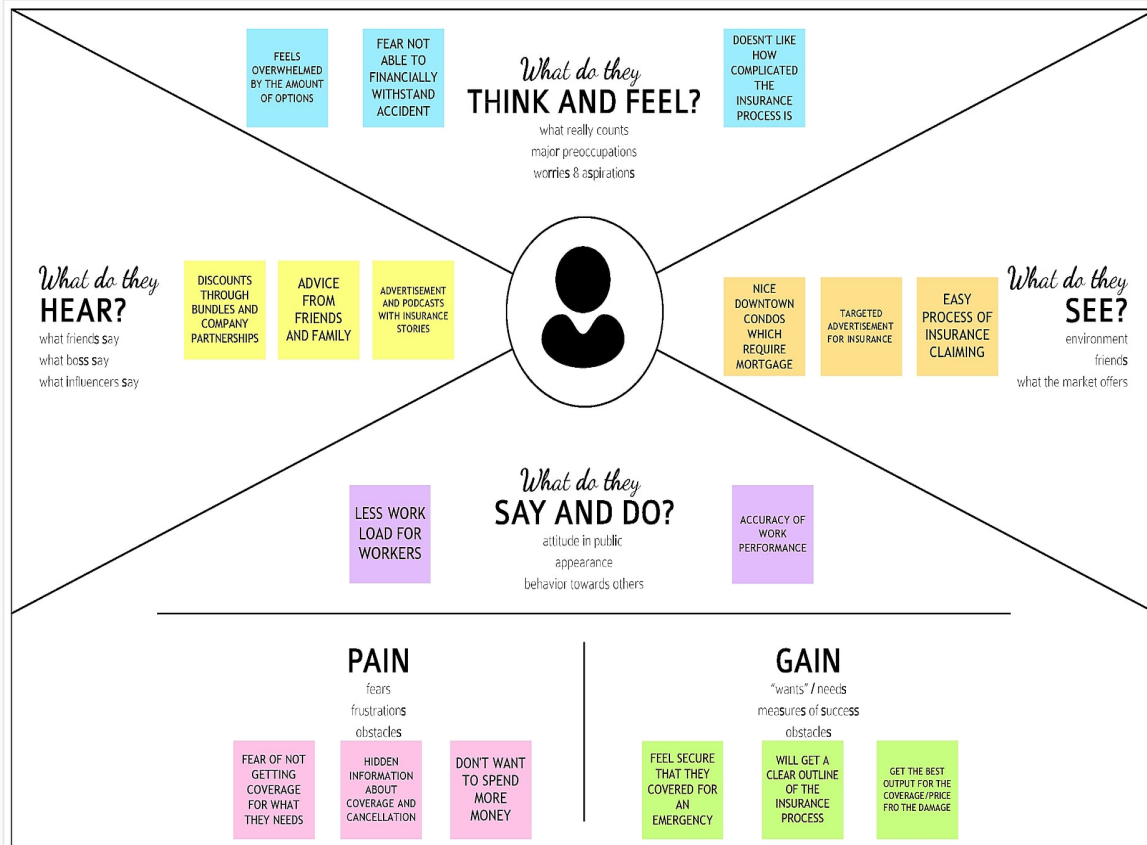 What do they
THINK AND FEEL?
what really counts
major preoccupations
worries & aspirations
FEELS
OVERWHELMED
BY THE AMOUNT
OF OPTIONS
FEAR NOT
ABLE TO
FINANCIALLY
WITHSTAND
ACCIDENT
DOESN'T LIKE
HOW
COMPLICATED
THE
INSURANCE
PROCESS IS
What do they
HEAR?
what friends say
what boss say
what influencers say
DISCOUNTS
THROUGH
BUNDLES AND
COMPANY
PARTNERSHIPS
ADVICE
FROM
FRIENDS
AND FAMILY
ADVERTISEMENT
AND PODCASTS
WITH INSURANCE
STORIES
NICE
DOWNTOWN
CONDOS
WHICH
REQUIRE
MORTGAGE
TARGETED
ADVERTISEMENT
FOR INSURANCE
EASY
PROCESS OF
INSURANCE
CLAIMING
What do they
SEE?
environment
friends
what the market offers
What do they
SAY AND DO?
attitude in public
appearance
behavior towards others
LESS WORK
LOAD FOR
WORKERS
ACCURACY OF
WORK
PERFORMANCE
PAIN
fears
frustrations
obstacles
FEAR OF NOT
GETTING
COVERAGE
FOR WHAT
THEY NEEDS
HIDDEN
INFORMATION
ABOUT
COVERAGE AND
CANCELLATION
DON'T WANT
TO SPEND
MORE
MONEY
GAIN
"wants" / needs
measures of success
obstacles
FEEL SECURE
THAT THEY
COVERED FOR
AN
EMERGENCY
WILL GET A
CLEAR OUTLINE
OF THE
INSURANCE
PROCESS
GET THE BEST
OUTPUT FOR THE
COVERAGE/PRICE
FRO THE DAMAGE